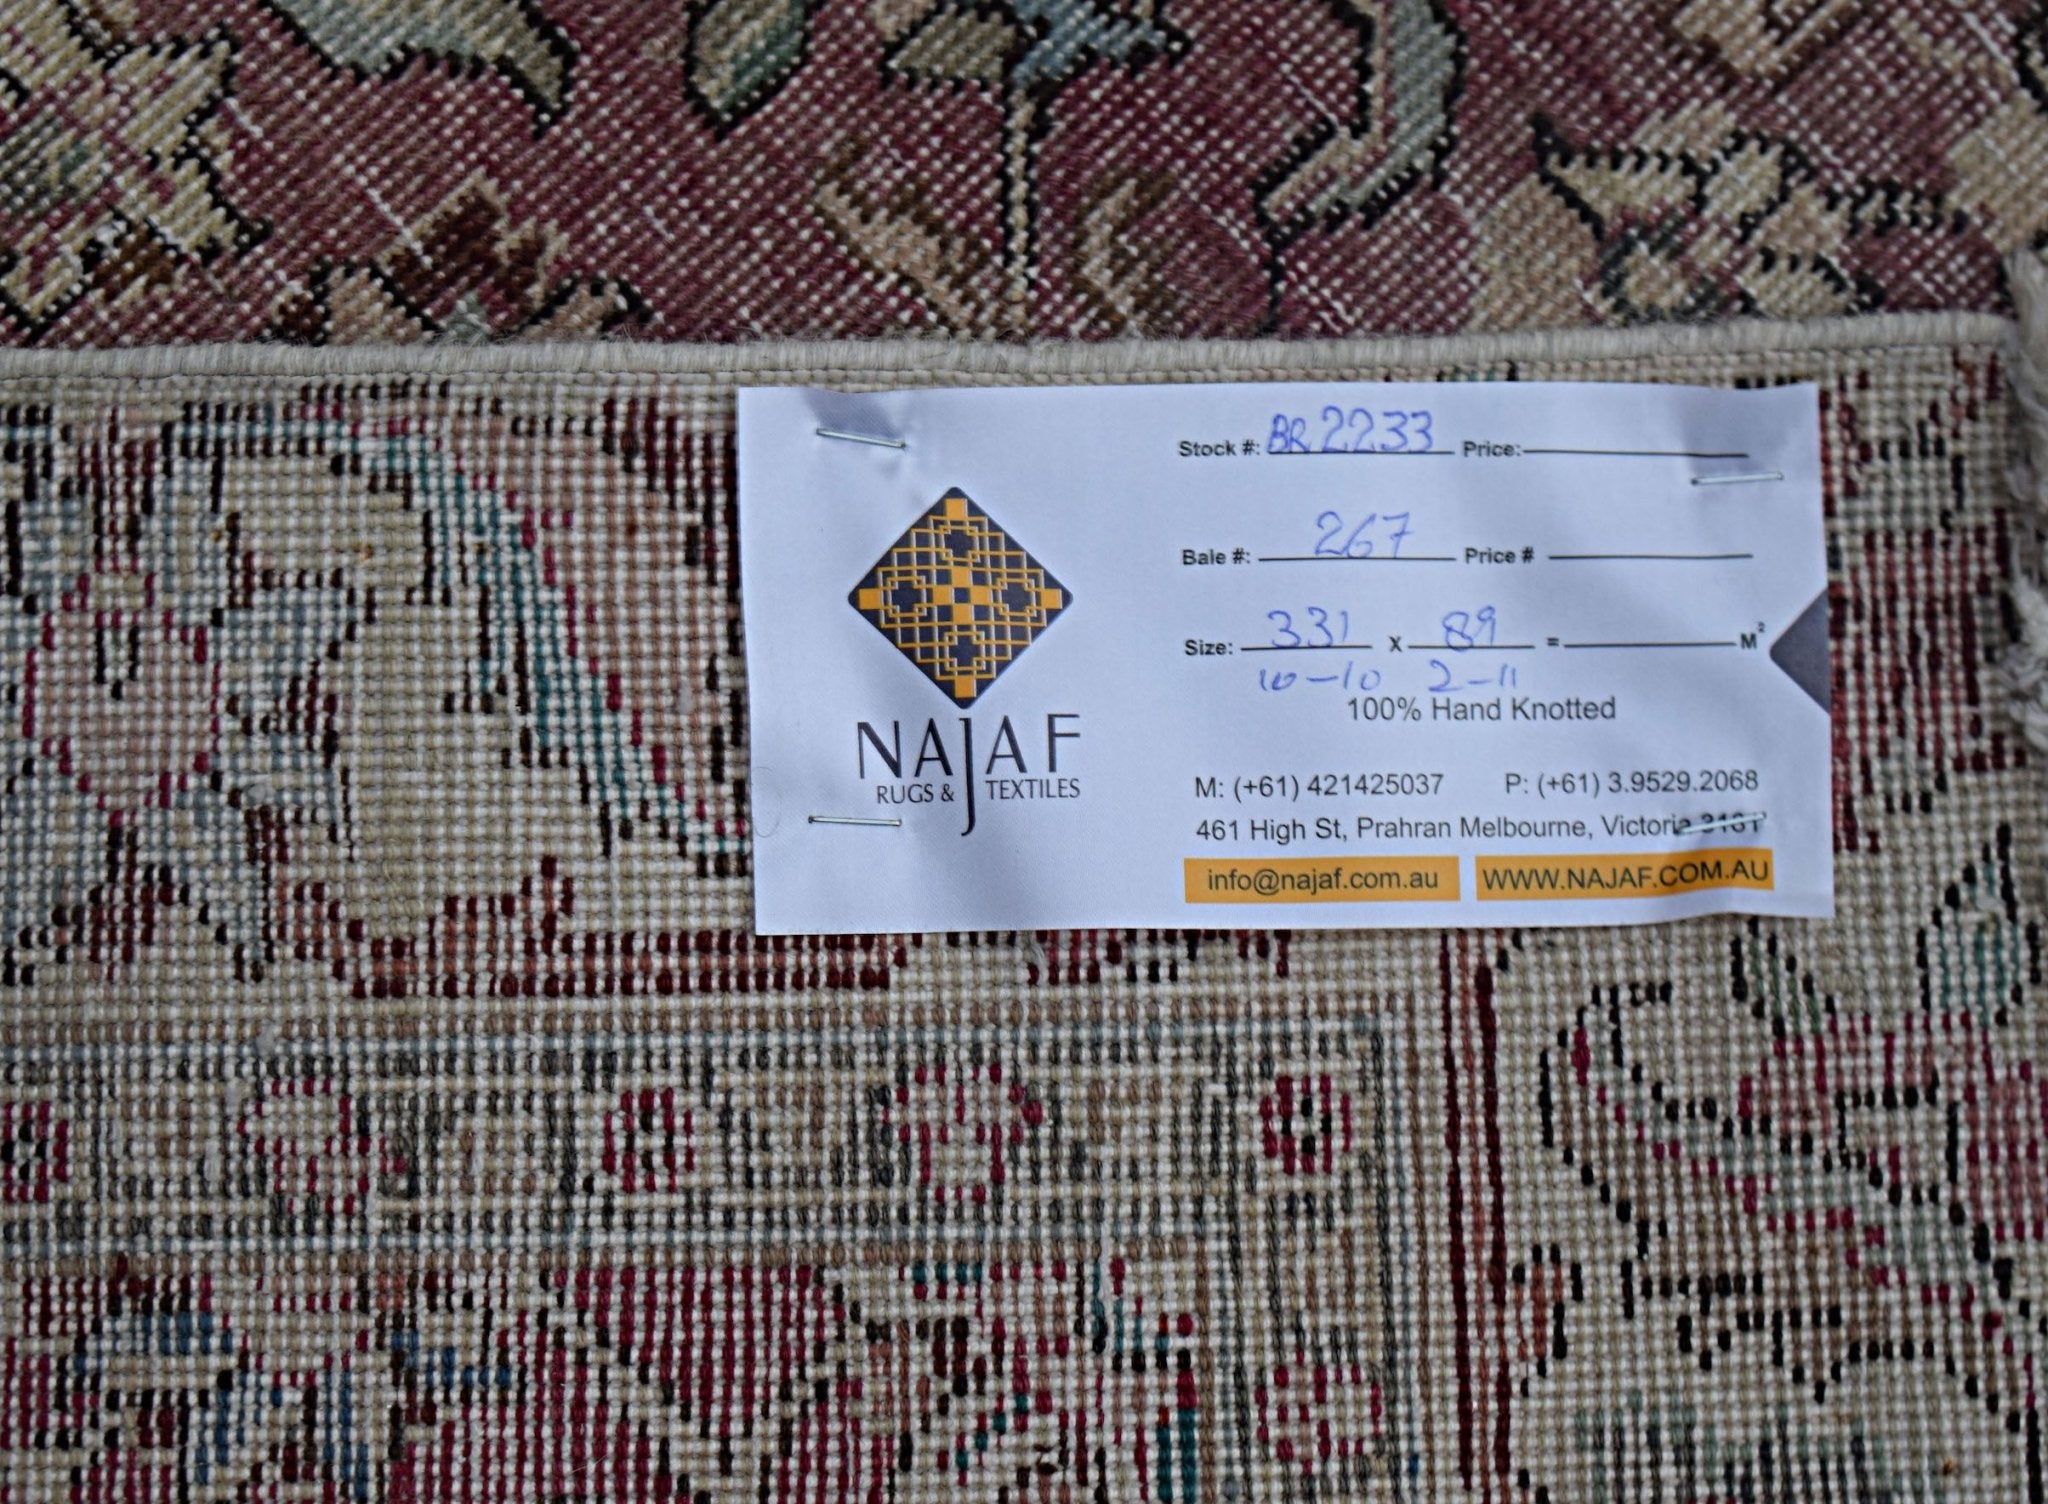 Stock #: BR2233 Price:
Bale #: 267 Price #
Size: 331 x 89 = M²
10-10 2-11
100% Hand Knotted
NAJAF
RUGS & TEXTILES
M: (+61) 421425037 P: (+61) 3.9529.2068
461 High St, Prahran Melbourne, Victoria 3181
info@najaf.com.au WWW.NAJAF.COM.AU